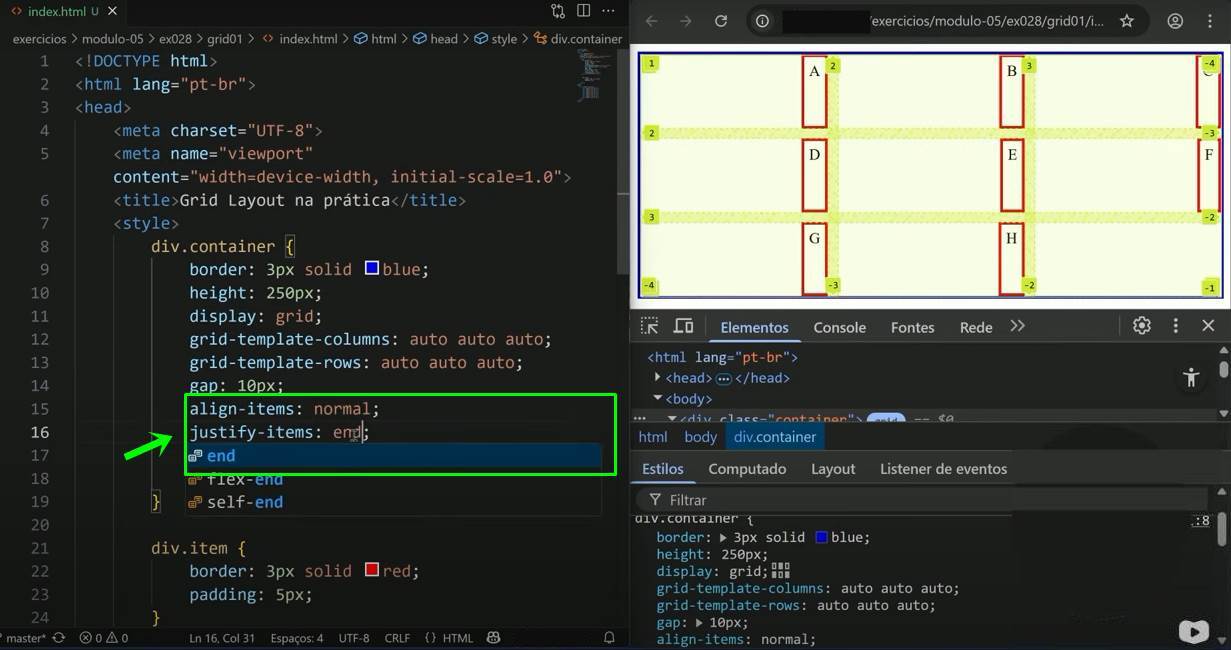 index.html U
exercicios > modulo-05 > ex028 > grid01 > index.html > html > head > style > div.container
1 <!DOCTYPE html>
2 <html lang="pt-br">
3 <head>
4 <meta charset="UTF-8">
5 <meta name="viewport"
content="width=device-width, initial-scale=1.0">
6 <title>Grid Layout na prática</title>
7 <style>
8 div.container {
9 border: 3px solid blue;
10 height: 250px;
11 display: grid;
12 grid-template-columns: auto auto auto;
13 grid-template-rows: auto auto auto;
14 gap: 10px;
15 align-items: normal;
16 justify-items: end;
17 end
18 flex-end
19 } self-end
20
21 div.item {
22 border: 3px solid red;
23 padding: 5px;
24 }
master* 0 0 Ln 16, Col 31 Espaços: 4 UTF-8 CRLF {} HTML
/exercicios/modulo-05/ex028/grid01/i...
1 A 2 B 3 C -4
2 -3
D E F
3 -2
G H
-4 -3 -2 -1
Elementos Console Fontes Rede >>
<html lang="pt-br">
<head> ... </head>
<body>
... <div class="container"> grid == $0
html body div.container
Estilos Computado Layout Listener de eventos
Filtrar
div.container { :8
border: 3px solid blue;
height: 250px;
display: grid;
grid-template-columns: auto auto auto;
grid-template-rows: auto auto auto;
gap: 10px;
align-items: normal;